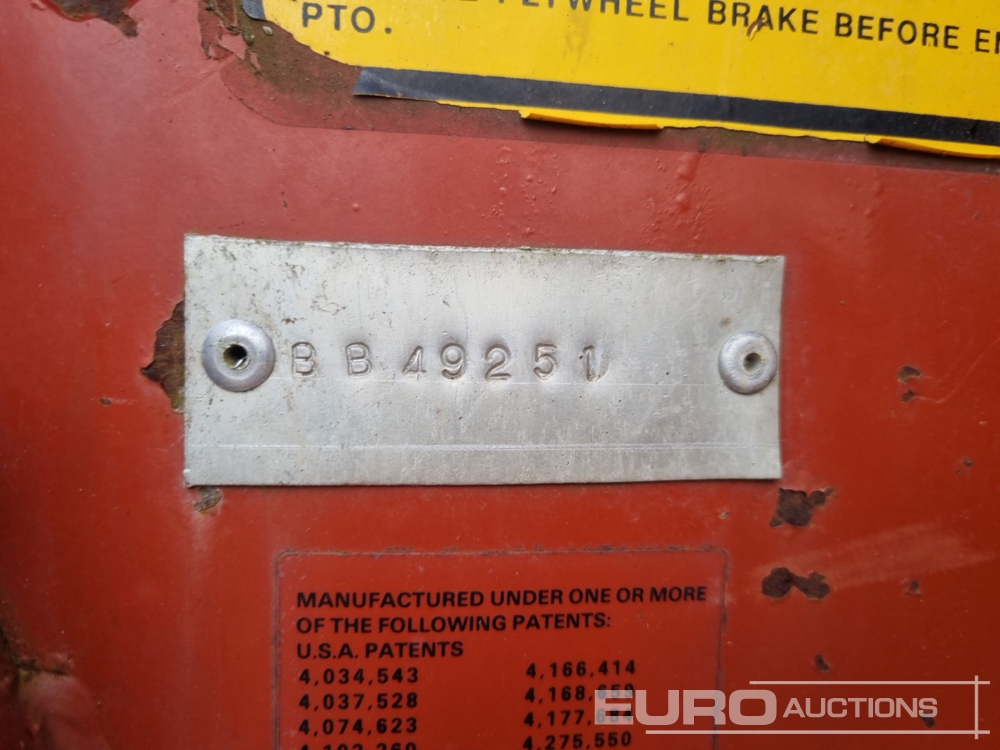 FLYWHEEL BRAKE BEFORE
PTO.
BB49251
MANUFACTURED UNDER ONE OR MORE
OF THE FOLLOWING PATENTS:
U.S.A. PATENTS
4,034,543 4,166,414
4,037,528
4,074,623
4,275,550
EURO AUCTIONS